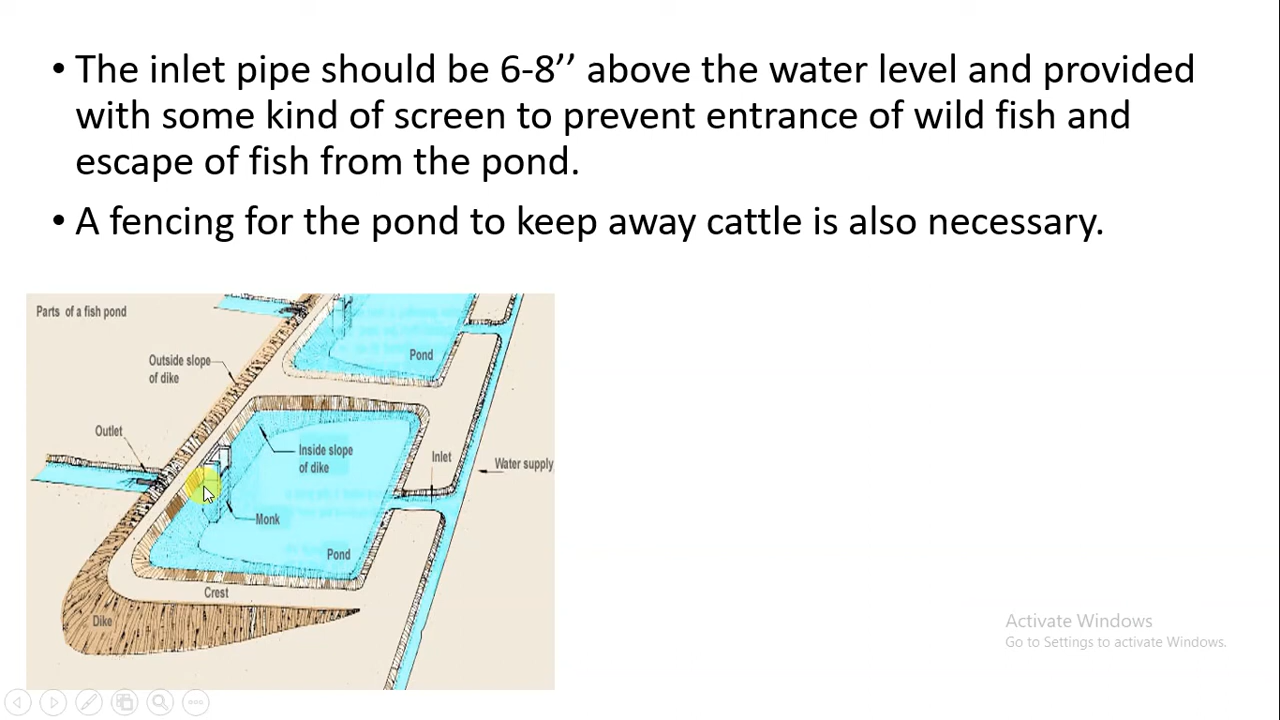 • The inlet pipe should be 6-8’’ above the water level and provided
with some kind of screen to prevent entrance of wild fish and
escape of fish from the pond.
• A fencing for the pond to keep away cattle is also necessary.
Parts of a fish pond
Pond
Outside slope
of dike
Outlet
Inside slope
of dike
Inlet
Water supply
Monk
Pond
Crest
Dike
Activate Windows
Go to Settings to activate Windows.